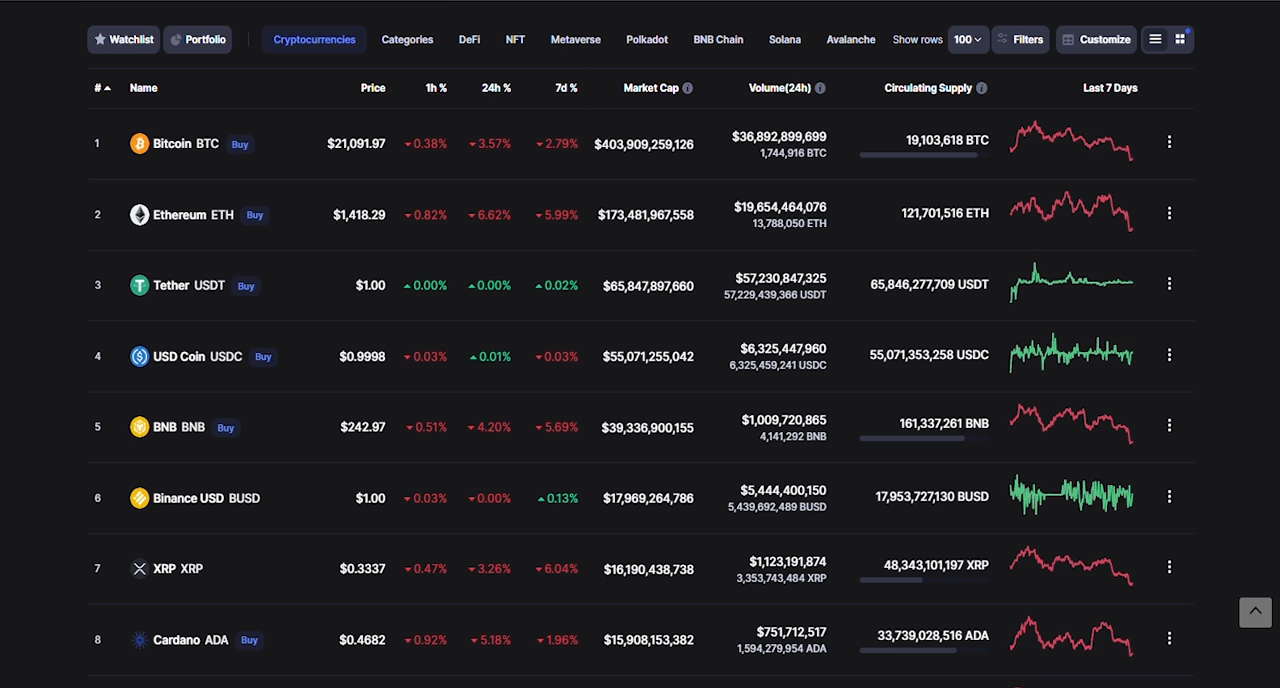 Watchlist Portfolio Cryptocurrencies Categories DeFi NFT Metaverse Polkadot BNB Chain Solana Avalanche Show rows 100 Filters Customize
# Name Price 1h % 24h % 7d % Market Cap Volume(24h) Circulating Supply Last 7 Days
1 Bitcoin BTC Buy $21,091.97 0.38% 3.57% 2.79% $403,909,259,126 $36,892,899,699 19,103,618 BTC
1,744,916 BTC
2 Ethereum ETH Buy $1,418.29 0.82% 6.62% 5.99% $173,481,967,558 $19,654,464,076 121,701,516 ETH
13,788,050 ETH
3 Tether USDT Buy $1.00 0.00% 0.00% 0.02% $65,847,897,660 $57,230,847,325 65,846,277,709 USDT
57,229,439,366 USDT
4 USD Coin USDC Buy $0.9998 0.03% 0.01% 0.03% $55,071,255,042 $6,325,447,960 55,071,353,258 USDC
6,325,459,241 USDC
5 BNB BNB Buy $242.97 0.51% 4.20% 5.69% $39,336,900,155 $1,009,720,865 161,337,261 BNB
4,141,292 BNB
6 Binance USD BUSD $1.00 0.03% 0.00% 0.13% $17,969,264,786 $5,444,400,150 17,953,727,130 BUSD
5,439,692,489 BUSD
7 XRP XRP $0.3337 0.47% 3.26% 6.04% $16,190,438,738 $1,123,191,874 48,343,101,197 XRP
3,353,743,484 XRP
8 Cardano ADA Buy $0.4682 0.92% 5.18% 1.96% $15,908,153,382 $751,712,517 33,739,028,516 ADA
1,594,279,954 ADA